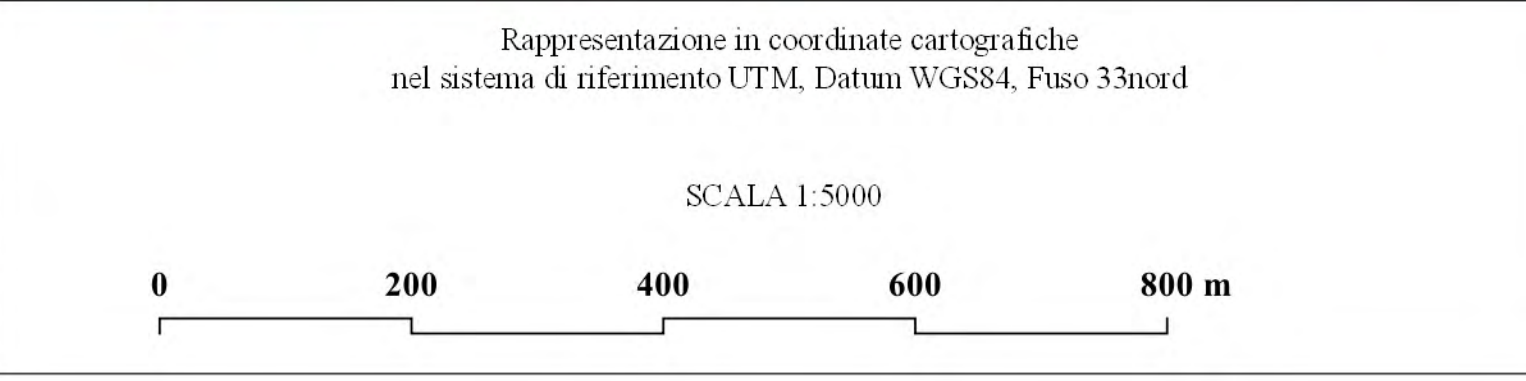 Rappresentazione in coordinate cartografiche
nel sistema di riferimento UTM, Datum WGS84, Fuso 33nord
SCALA 1:5000
0 200 400 600 800 m